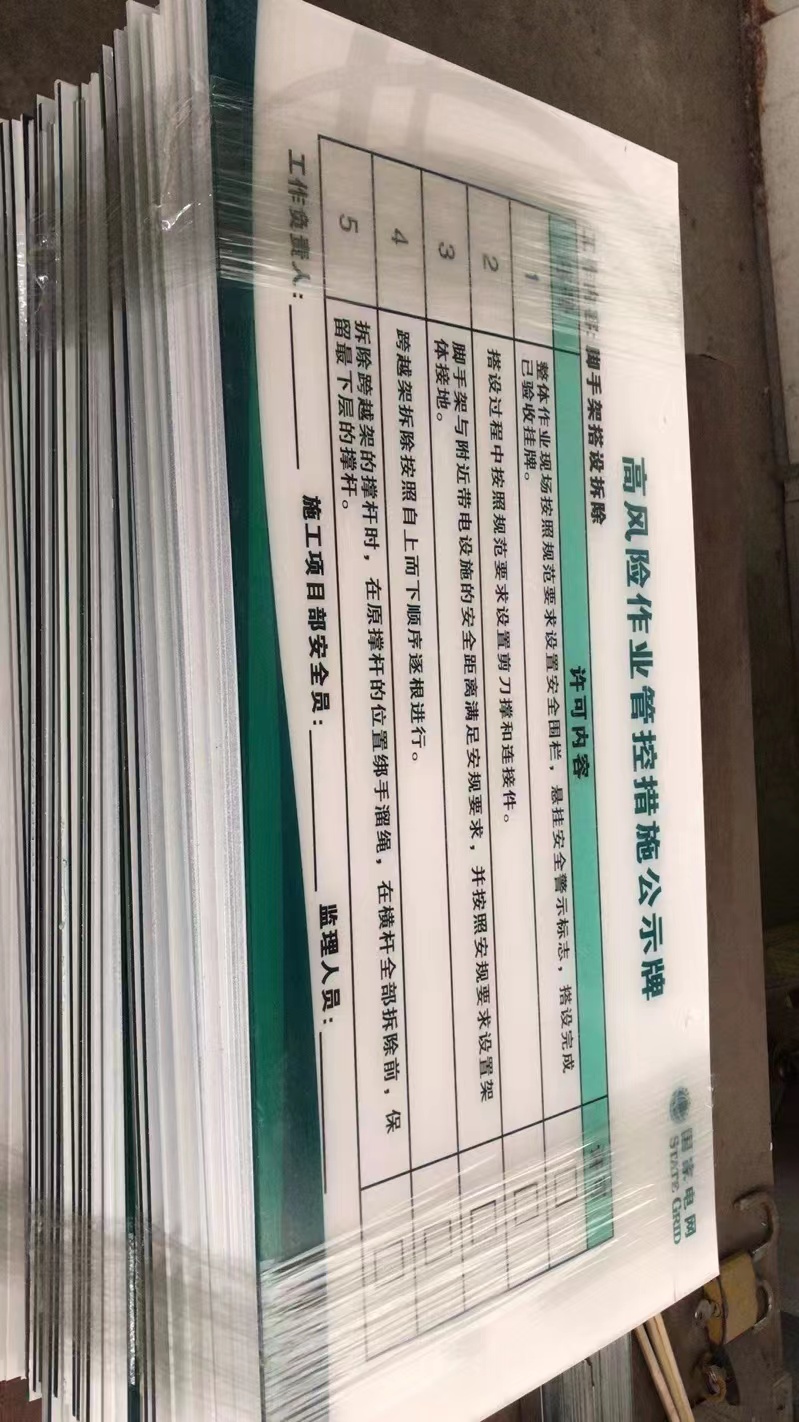 国家电网
STATE GRID
高风险作业管控措施公示牌
工作内容：脚手架搭设拆除
许可内容
1
整体作业现场按照规范要求设置安全围栏，悬挂安全警示标志，搭设完成
已验收挂牌。
2
搭设过程中按照规范要求设置剪刀撑和连接件。
3
脚手架与附近带电设施的安全距离满足安规要求，并按照安规要求设置架
体接地。
4
跨越架拆除按照自上而下顺序逐根进行。
5
拆除跨越架的撑杆时，在原撑杆的位置绑手溜绳，在横杆全部拆除前，保
留最下层的撑杆。
工作负责人：
施工项目部安全员：
监理人员：